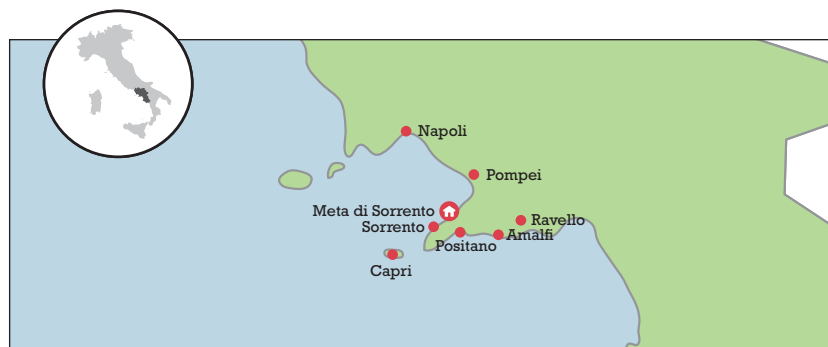 Napoli
Pompei
Meta di Sorrento
Ravello
Sorrento
Amalfi
Positano
Capri